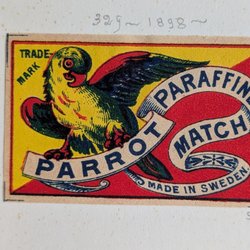 329~1898~
TRADE
MARK
PARROT
PARAFFIN
MATCH
MADE IN SWEDEN